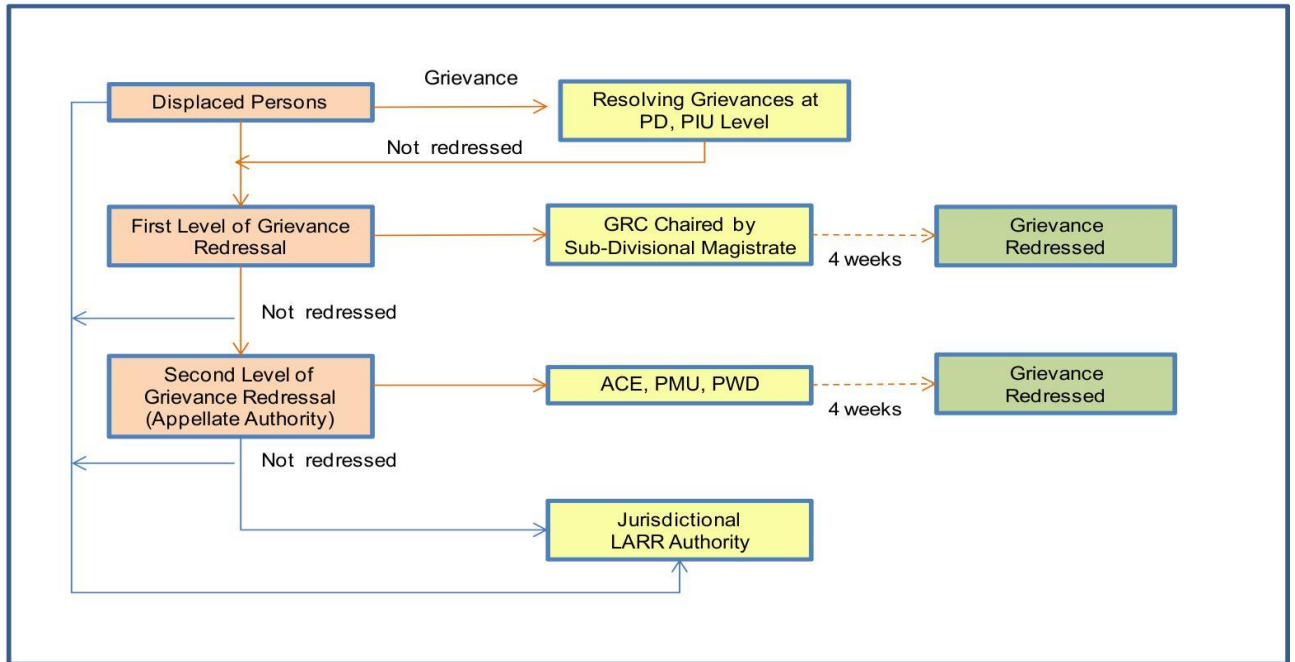 Grievance
Displaced Persons
Resolving Grievances at
PD, PIU Level
Not redressed
First Level of Grievance
Redressal
GRC Chaired by
Sub-Divisional Magistrate
4 weeks
Grievance
Redressed
Not redressed
Second Level of
Grievance Redressal
(Appellate Authority)
ACE, PMU, PWD
4 weeks
Grievance
Redressed
Not redressed
Jurisdictional
LARR Authority